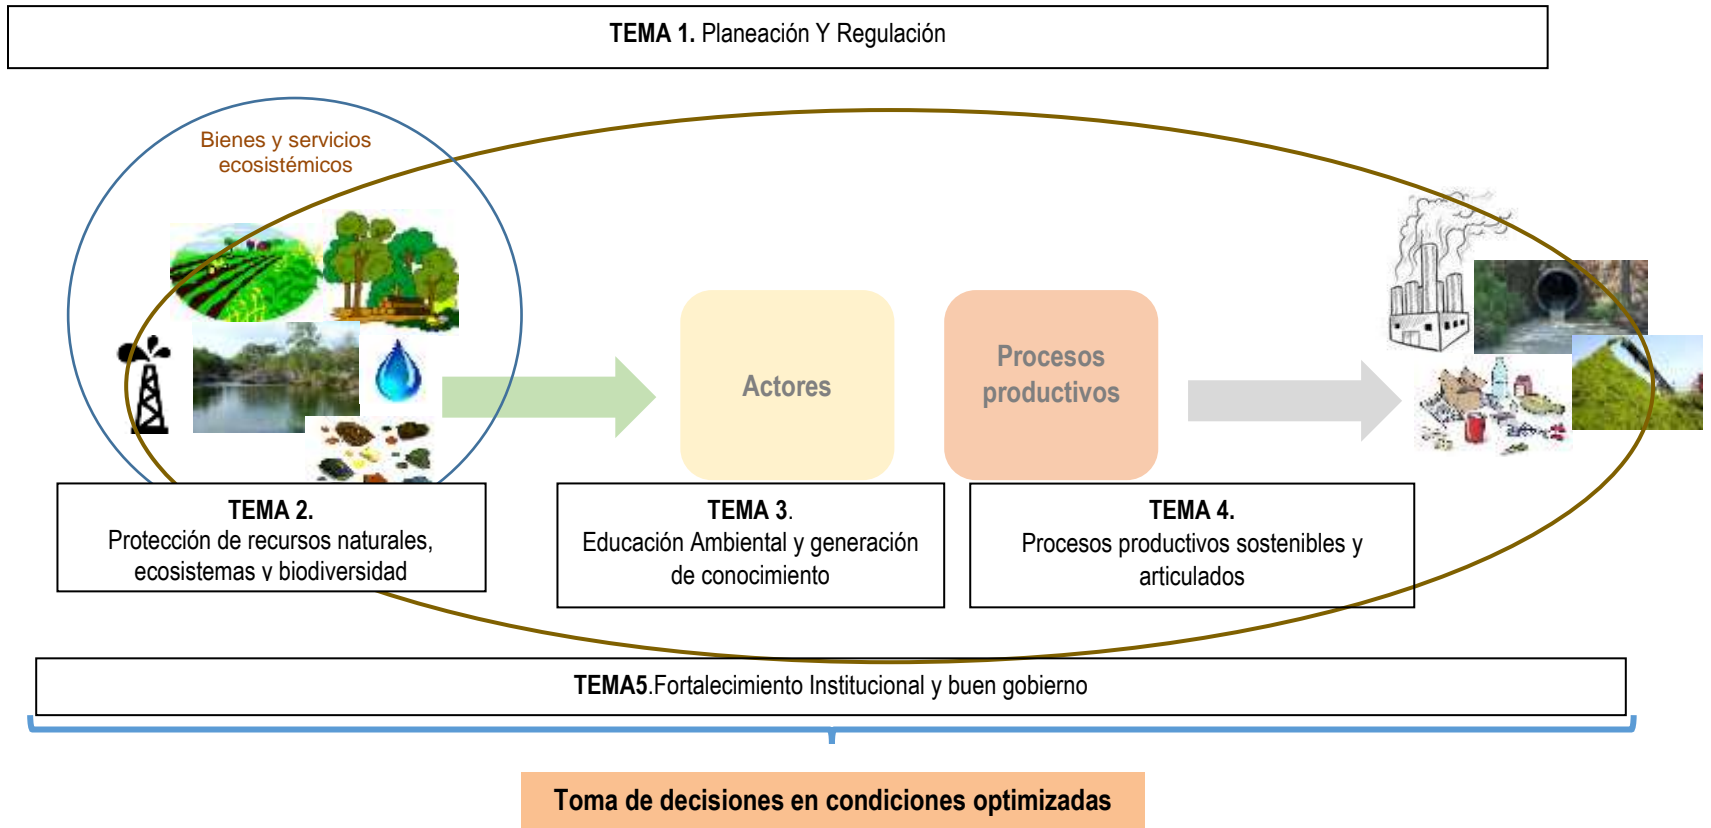 TEMA 1. Planeación Y Regulación
Bienes y servicios
ecosistémicos
Actores
Procesos
productivos
TEMA 2.
Protección de recursos naturales,
ecosistemas y biodiversidad
TEMA 3.
Educación Ambiental y generación
de conocimiento
TEMA 4.
Procesos productivos sostenibles y
articulados
TEMA5.Fortalecimiento Institucional y buen gobierno
Toma de decisiones en condiciones optimizadas